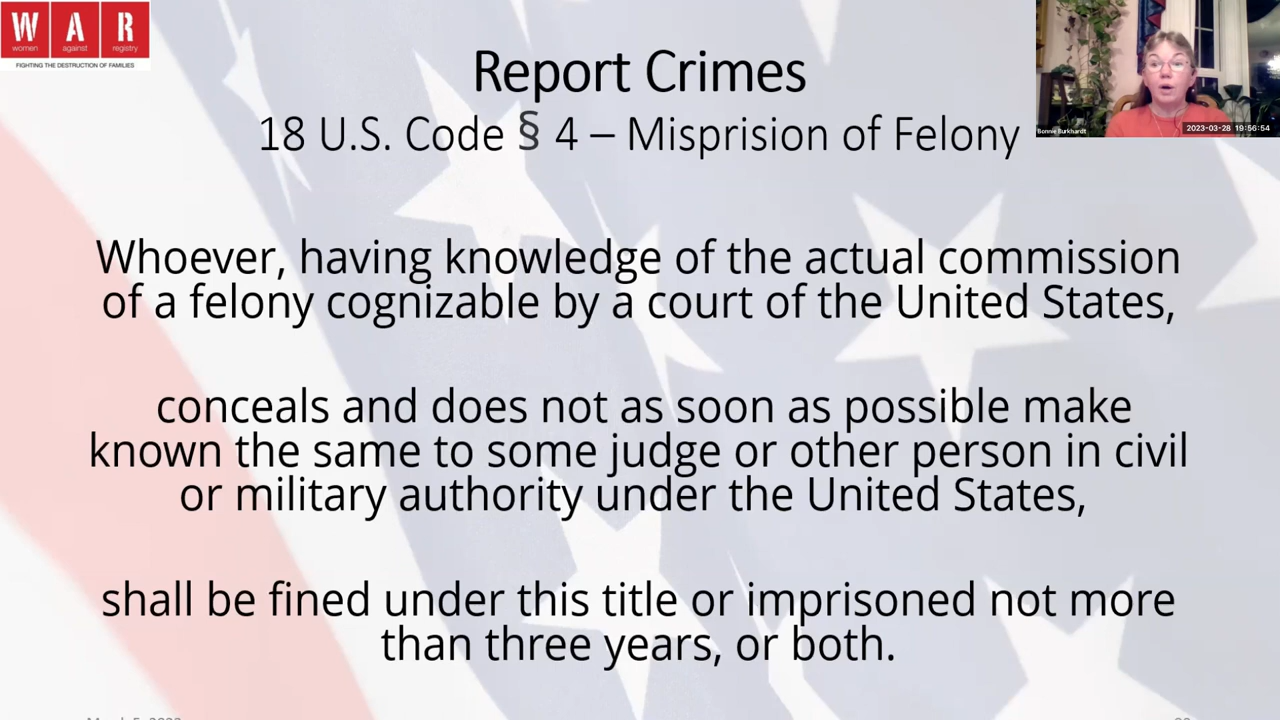 W A R
women against registry
FIGHTING THE DESTRUCTION OF FAMILIES
Report Crimes
18 U.S. Code § 4 – Misprision of Felony
Bonnie Burkhardt
2023-03-28 19:56:54
Whoever, having knowledge of the actual commission
of a felony cognizable by a court of the United States,
conceals and does not as soon as possible make
known the same to some judge or other person in civil
or military authority under the United States,
shall be fined under this title or imprisoned not more
than three years, or both.